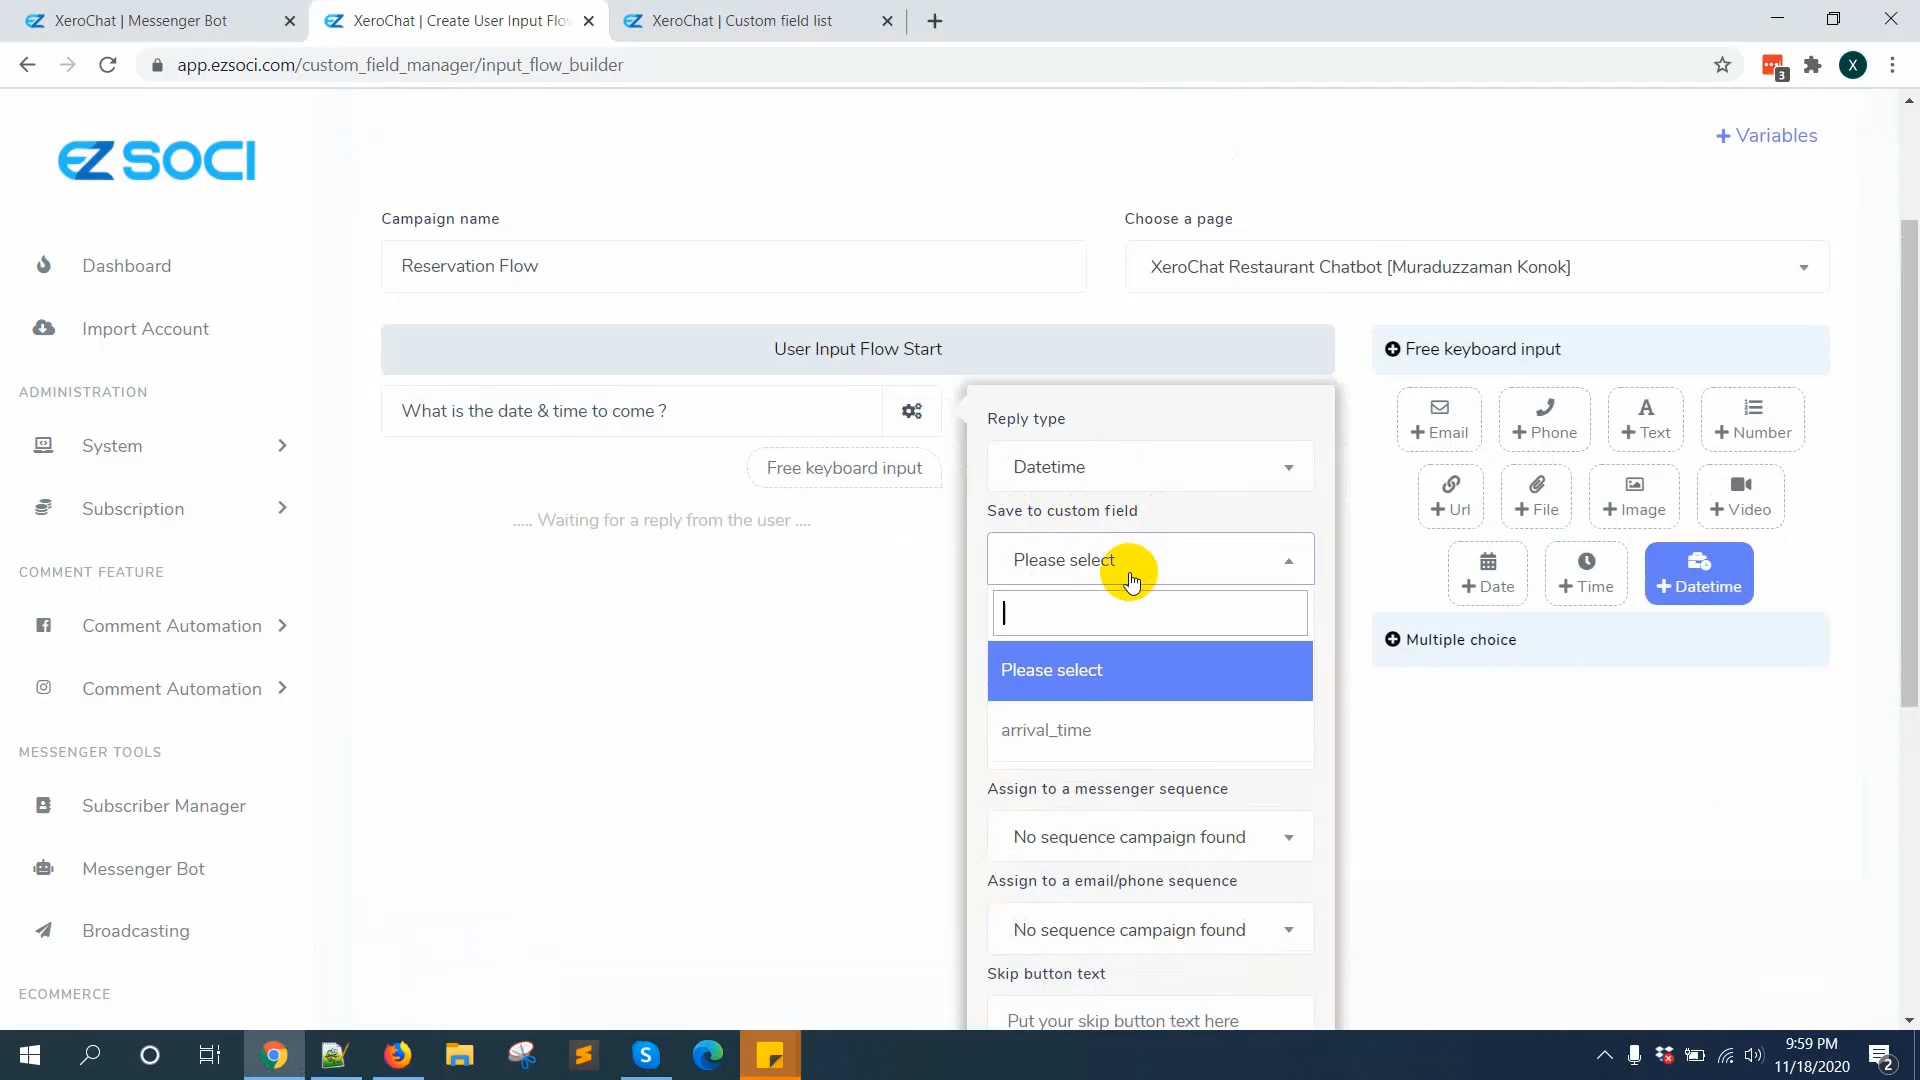 XeroChat | Messenger Bot
XeroChat | Create User Input Flo
XeroChat | Custom field list
app.ezsoci.com/custom_field_manager/input_flow_builder
3
X
EZ SOCI
Variables
Campaign name
Choose a page
Reservation Flow
XeroChat Restaurant Chatbot [Muraduzzaman Konok]
Dashboard
Import Account
ADMINISTRATION
System
Subscription
COMMENT FEATURE
Comment Automation
Comment Automation
MESSENGER TOOLS
Subscriber Manager
Messenger Bot
Broadcasting
ECOMMERCE
User Input Flow Start
What is the date & time to come ?
Free keyboard input
..... Waiting for a reply from the user ....
Reply type
Datetime
Save to custom field
Please select
Please select
arrival_time
Assign to a messenger sequence
No sequence campaign found
Assign to a email/phone sequence
No sequence campaign found
Skip button text
Put your skip button text here
Free keyboard input
+ Email
+ Phone
+ Text
+ Number
+ Url
+ File
+ Image
+ Video
+ Date
+ Time
+ Datetime
Multiple choice
9:59 PM
11/18/2020
2